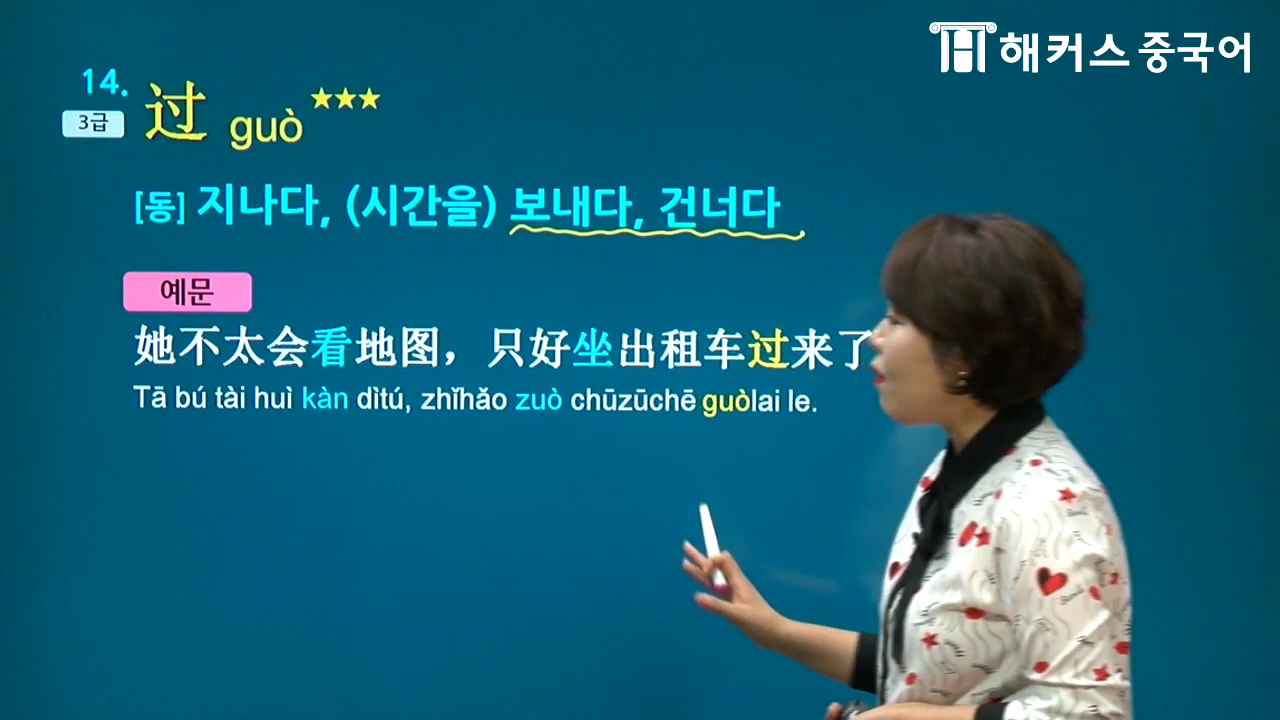 해커스 중국어
14.
3급
过 guò ★★★
[동] 지나다, (시간을) 보내다, 건너다
예문
她不太会看地图，只好坐出租车过来了
Tā bú tài huì kàn dìtú, zhǐhǎo zuò chūzūchē guòlai le.